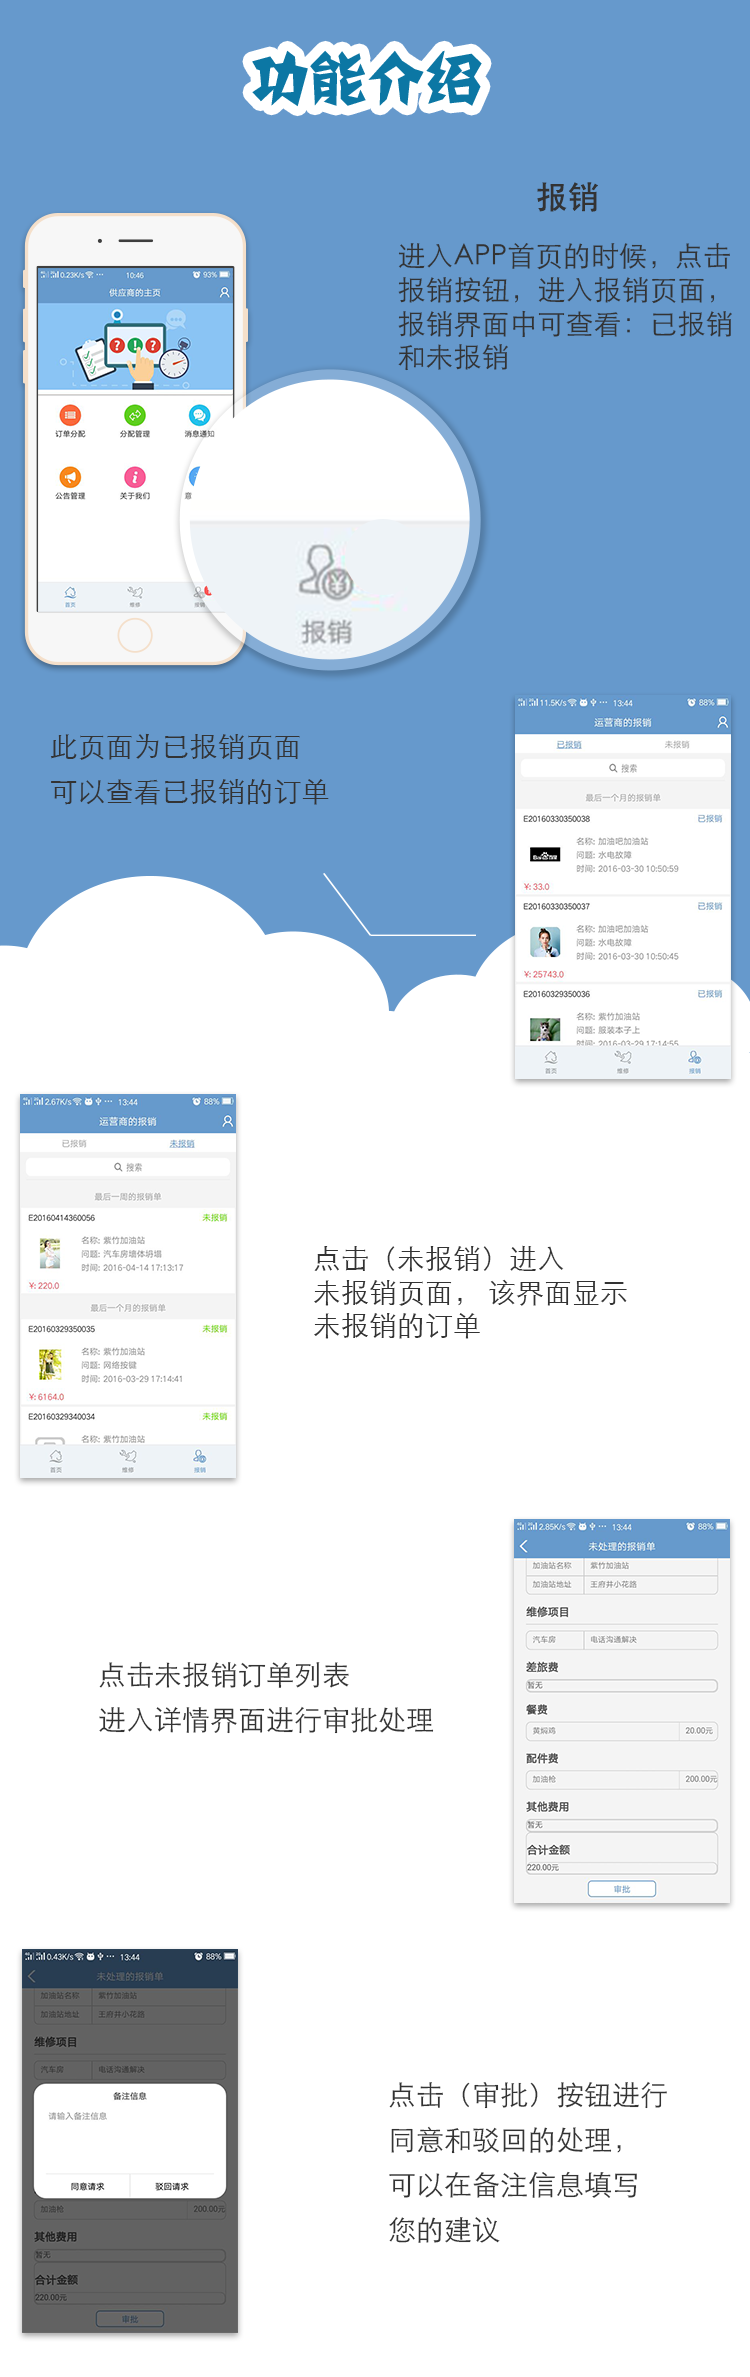 功能介绍
报销
进入APP首页的时候，点击
报销按钮，进入报销页面，
报销界面中可查看：已报销
和未报销
0.23K/s 10:46 93%
供应商的主页
订单分配 分配管理 消息通知
公告管理 关于我们 意
首页 维修 报销
报销
此页面为已报销页面
可以查看已报销的订单
11.5K/s 13:44 88%
运营商的报销
已报销 未报销
搜索
最后一个月的报销单
E20160330350038 已报销
名称: 加油吧加油站
问题: 水电故障
时间: 2016-03-30 10:50:59
¥: 33.0
E20160330350037 已报销
名称: 加油吧加油站
问题: 水电故障
时间: 2016-03-30 10:50:45
¥: 25743.0
E20160329350036 已报销
名称: 紫竹加油站
问题: 服装本子上
时间: 2016-03-29 17:14:55
首页 维修 报销
2.67K/s 13:44 88%
运营商的报销
已报销 未报销
搜索
最后一周的报销单
E20160414360056 未报销
名称: 紫竹加油站
问题: 汽车房墙体坍塌
时间: 2016-04-14 17:13:17
¥: 220.0
最后一个月的报销单
E20160329350035 未报销
名称: 紫竹加油站
问题: 网络按键
时间: 2016-03-29 17:14:41
¥: 6164.0
E20160329340034 未报销
名称: 紫竹加油站
首页 维修 报销
点击（未报销）进入
未报销页面， 该界面显示
未报销的订单
2.85K/s 13:44 88%
未处理的报销单
加油站名称 紫竹加油站
加油站地址 王府井小花路
维修项目
汽车房 电话沟通解决
差旅费
暂无
餐费
黄焖鸡 20.00元
配件费
加油枪 200.00元
其他费用
暂无
合计金额
220.00元
审批
点击未报销订单列表
进入详情界面进行审批处理
0.43K/s 13:44 88%
未处理的报销单
加油站名称 紫竹加油站
加油站地址 王府井小花路
维修项目
汽车房 电话沟通解决
备注信息
请输入备注信息
同意请求 驳回请求
加油枪 200.00元
其他费用
暂无
合计金额
220.00元
审批
点击（审批）按钮进行
同意和驳回的处理，
可以在备注信息填写
您的建议